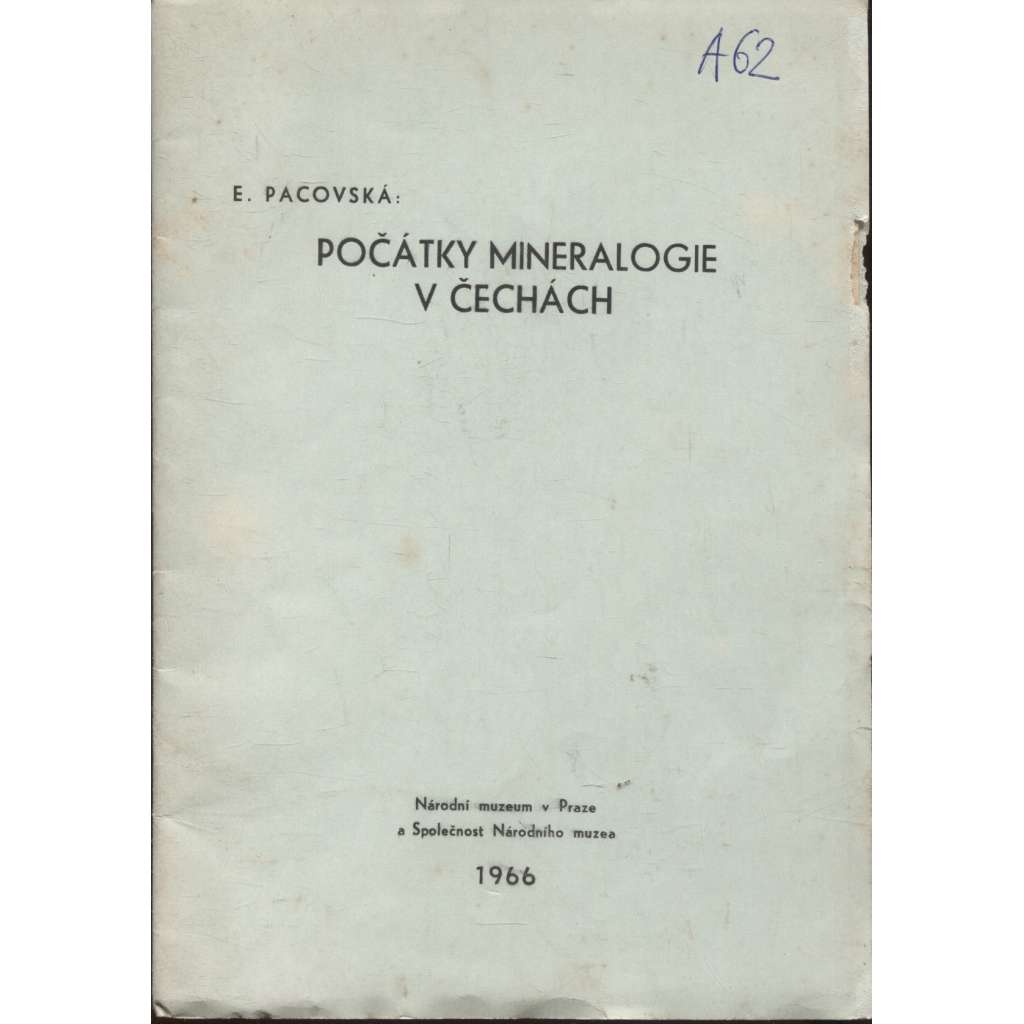 A62
E. PACOVSKÁ:
POČÁTKY MINERALOGIE
V ČECHÁCH
Národní muzeum v Praze
a Společnost Národního muzea
1966